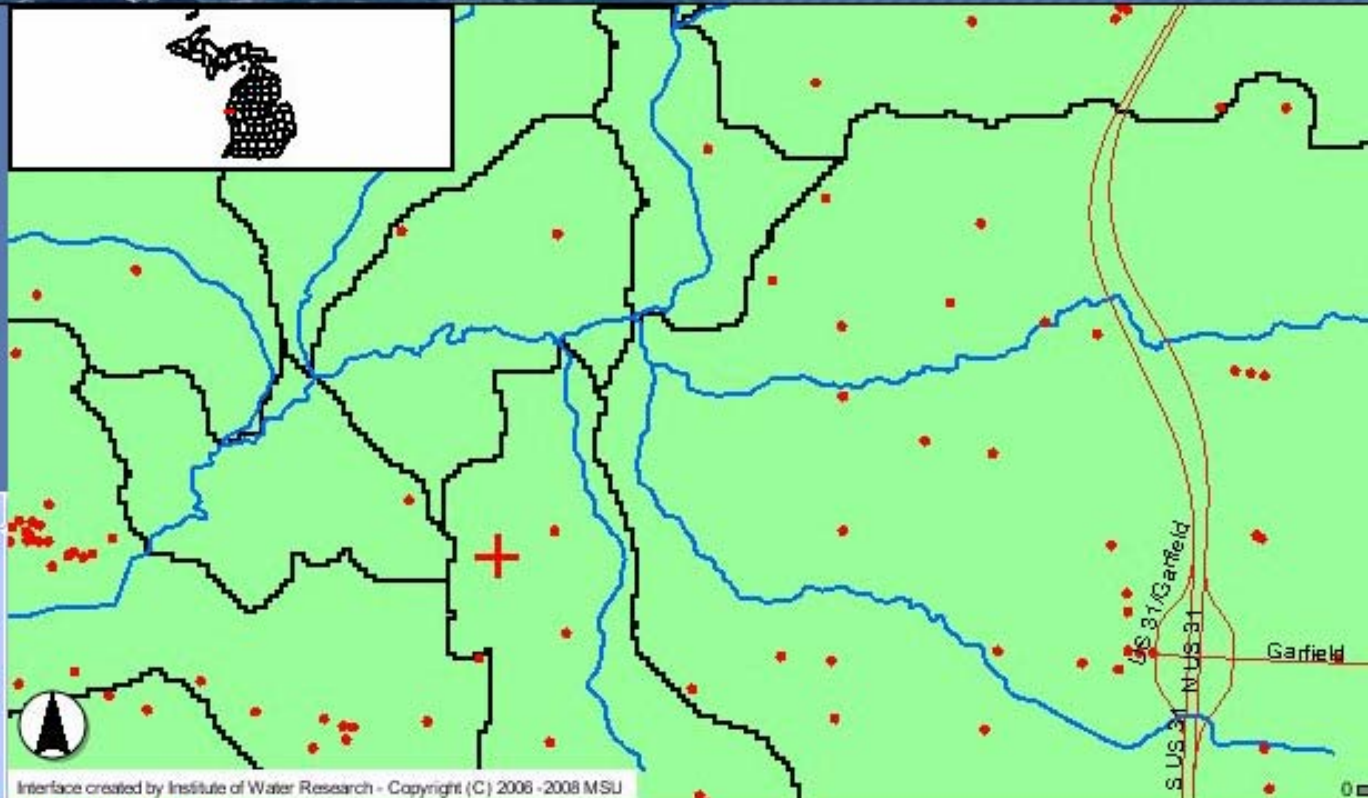 US 31/Garfield
N US 31
Garfield
S US 31
Interface created by Institute of Water Research - Copyright (C) 2006 -2008 MSU